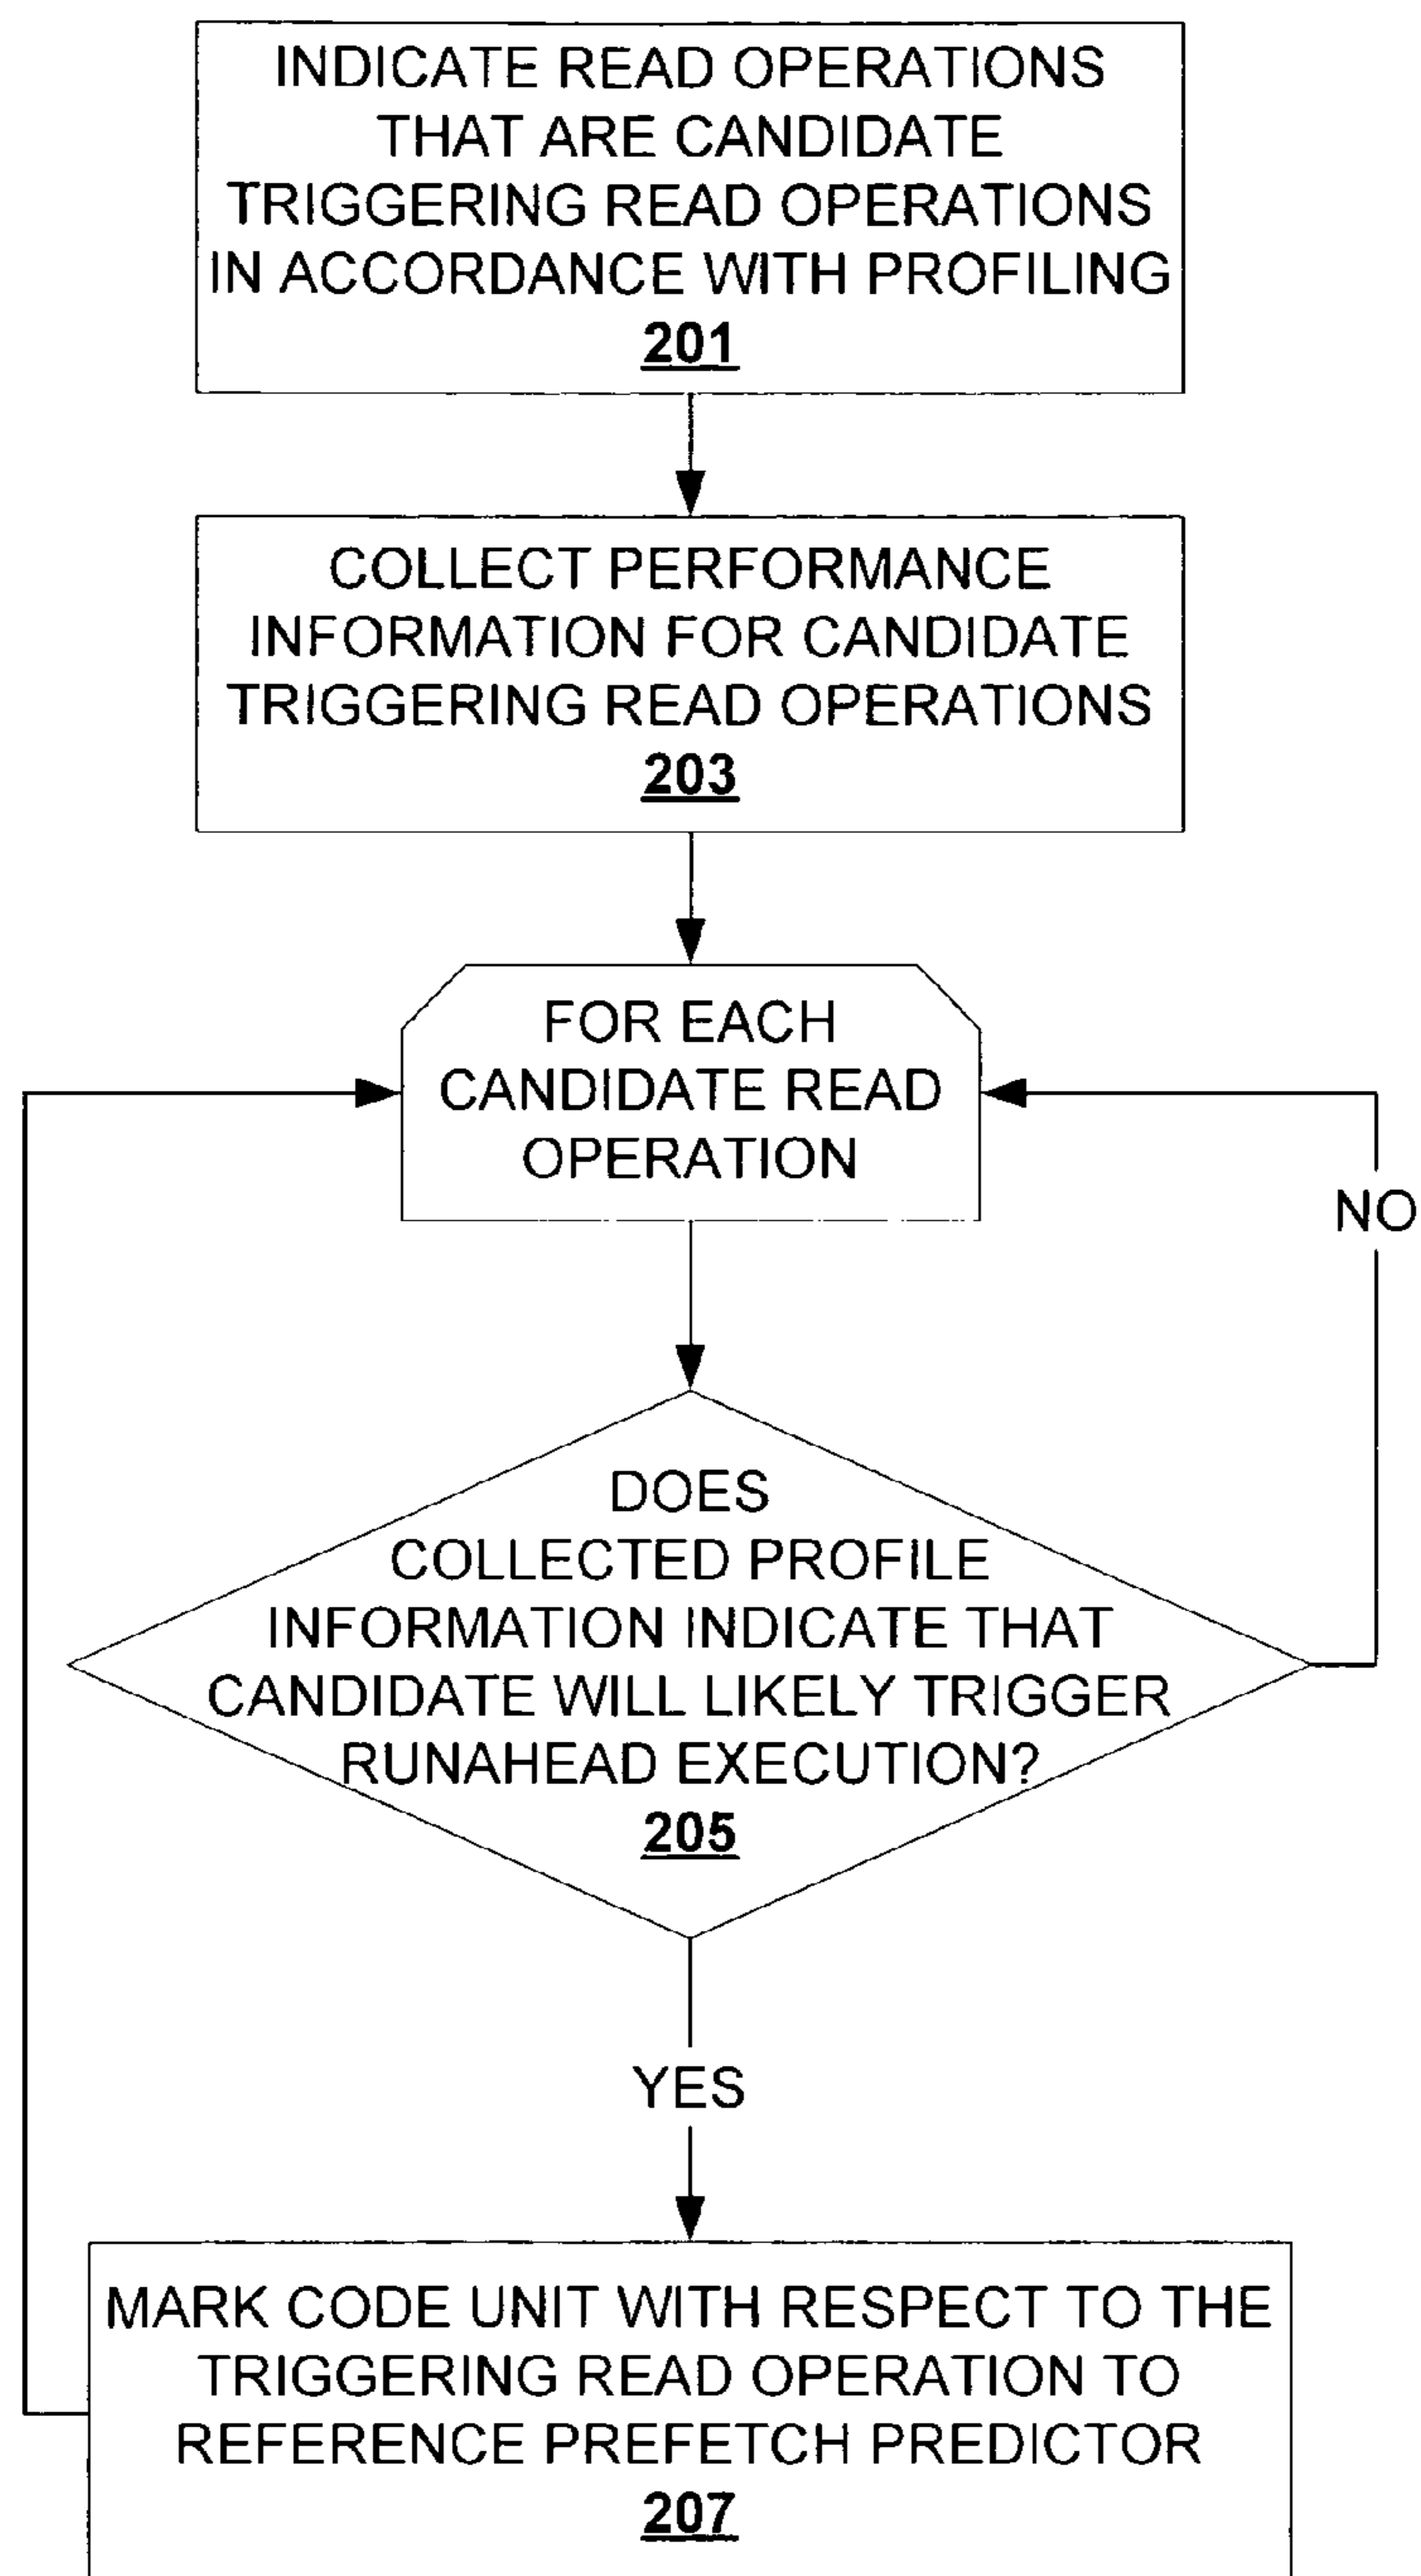 INDICATE READ OPERATIONS
THAT ARE CANDIDATE
TRIGGERING READ OPERATIONS
IN ACCORDANCE WITH PROFILING
201
COLLECT PERFORMANCE
INFORMATION FOR CANDIDATE
TRIGGERING READ OPERATIONS
203
FOR EACH
CANDIDATE READ
OPERATION
NO
DOES
COLLECTED PROFILE
INFORMATION INDICATE THAT
CANDIDATE WILL LIKELY TRIGGER
RUNAHEAD EXECUTION?
205
YES
MARK CODE UNIT WITH RESPECT TO THE
TRIGGERING READ OPERATION TO
REFERENCE PREFETCH PREDICTOR
207